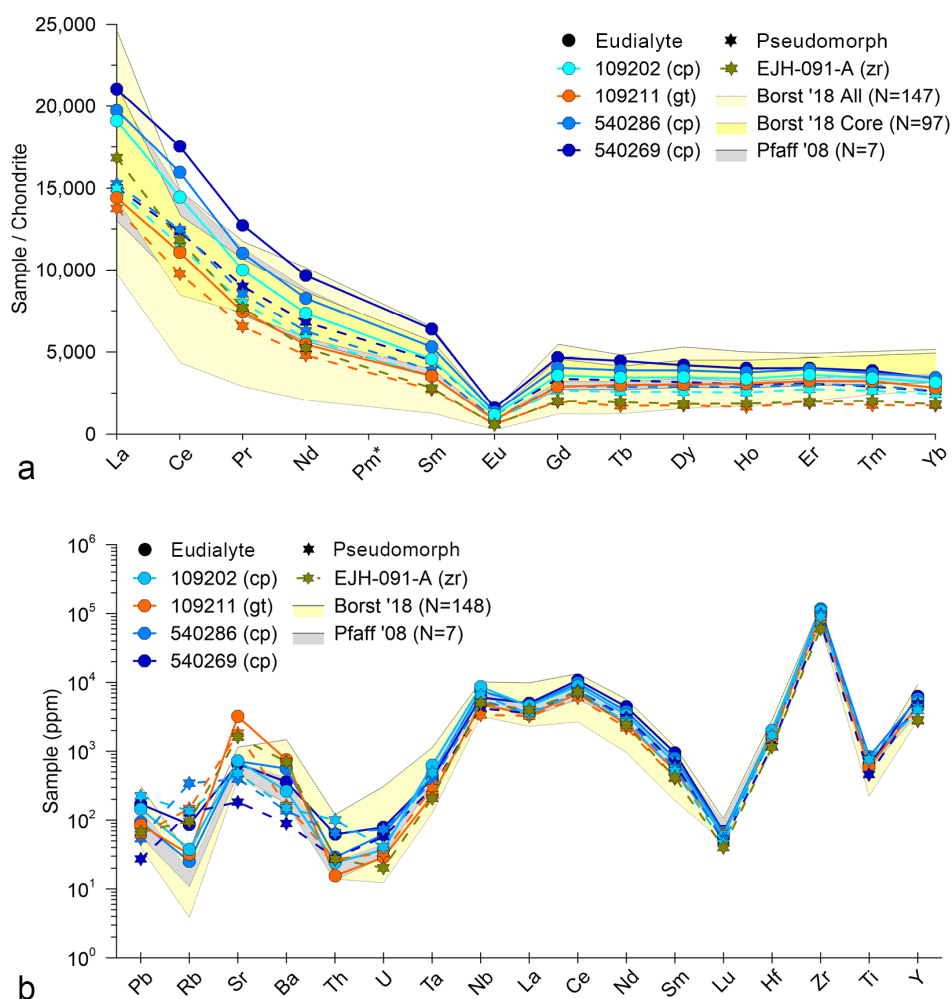 25,000
20,000
15,000
10,000
5,000
0
Sample / Chondrite
Eudialyte
109202 (cp)
109211 (gt)
540286 (cp)
540269 (cp)
Pseudomorph
EJH-091-A (zr)
Borst '18 All (N=147)
Borst '18 Core (N=97)
Pfaff '08 (N=7)
La Ce Pr Nd Pm* Sm Eu Gd Tb Dy Ho Er Tm Yb
a
10⁶
10⁵
10⁴
10³
10²
10¹
10⁰
Sample (ppm)
Eudialyte
109202 (cp)
109211 (gt)
540286 (cp)
540269 (cp)
Pseudomorph
EJH-091-A (zr)
Borst '18 (N=148)
Pfaff '08 (N=7)
Pb Rb Sr Ba Th U Ta Nb La Ce Nd Sm Lu Hf Zr Ti Y
b